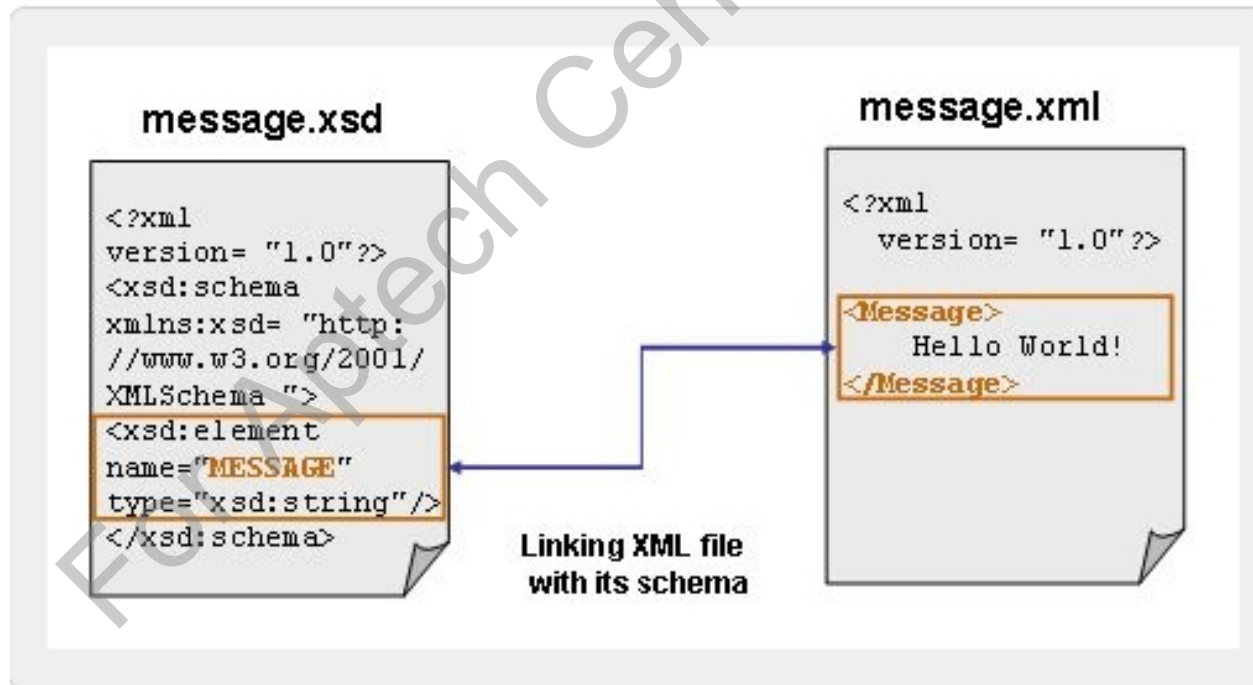 message.xsd
<?xml
version= "1.0"?>
<xsd:schema
xmlns:xsd= "http:
//www.w3.org/2001/
XMLSchema ">
<xsd:element
name="MESSAGE"
type="xsd:string"/>
</xsd:schema>
message.xml
<?xml
version= "1.0"?>
<Message>
Hello World!
</Message>
Linking XML file
with its schema
For Aptech